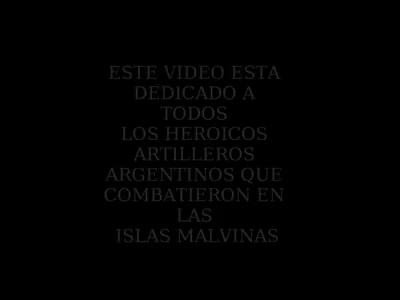 ESTE VIDEO ESTA
DEDICADO A
TODOS
LOS HEROICOS
ARTILLEROS
ARGENTINOS QUE
COMBATIERON EN
LAS
ISLAS MALVINAS